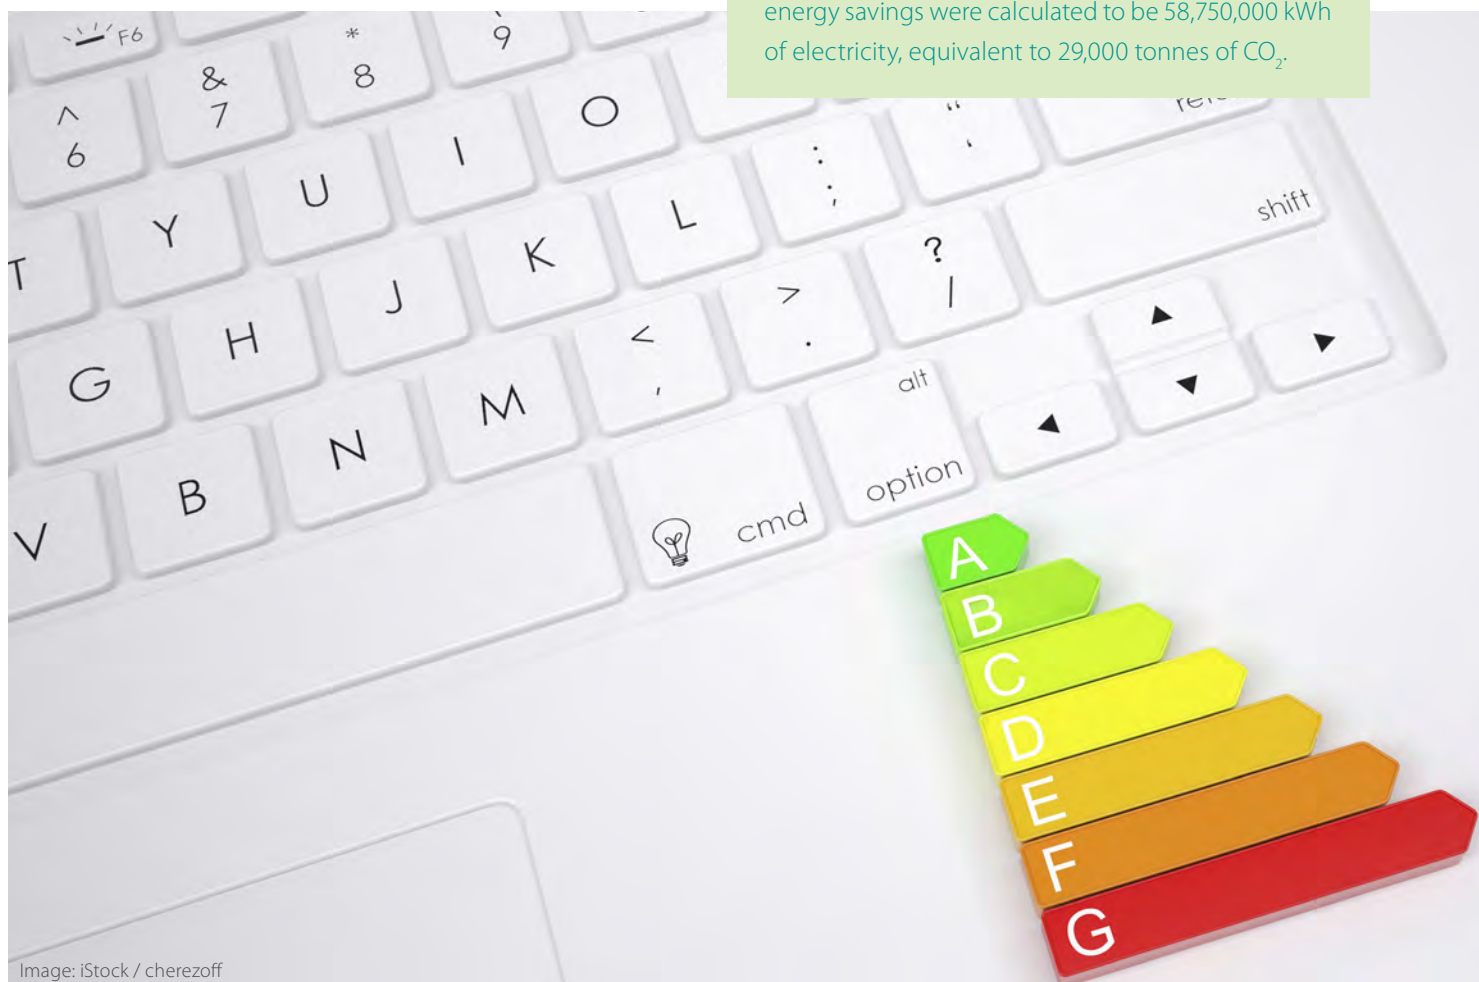 energy savings were calculated to be 58,750,000 kWh
of electricity, equivalent to 29,000 tonnes of CO₂.
F6
* 8
9
& 7
^ 6
O
I
U
Y
T
" '
: ;
L
K
J
H
G
shift
? /
> .
< ,
M
N
B
V
alt
option
cmd
A
B
C
D
E
F
G
Image: iStock / cherezoff